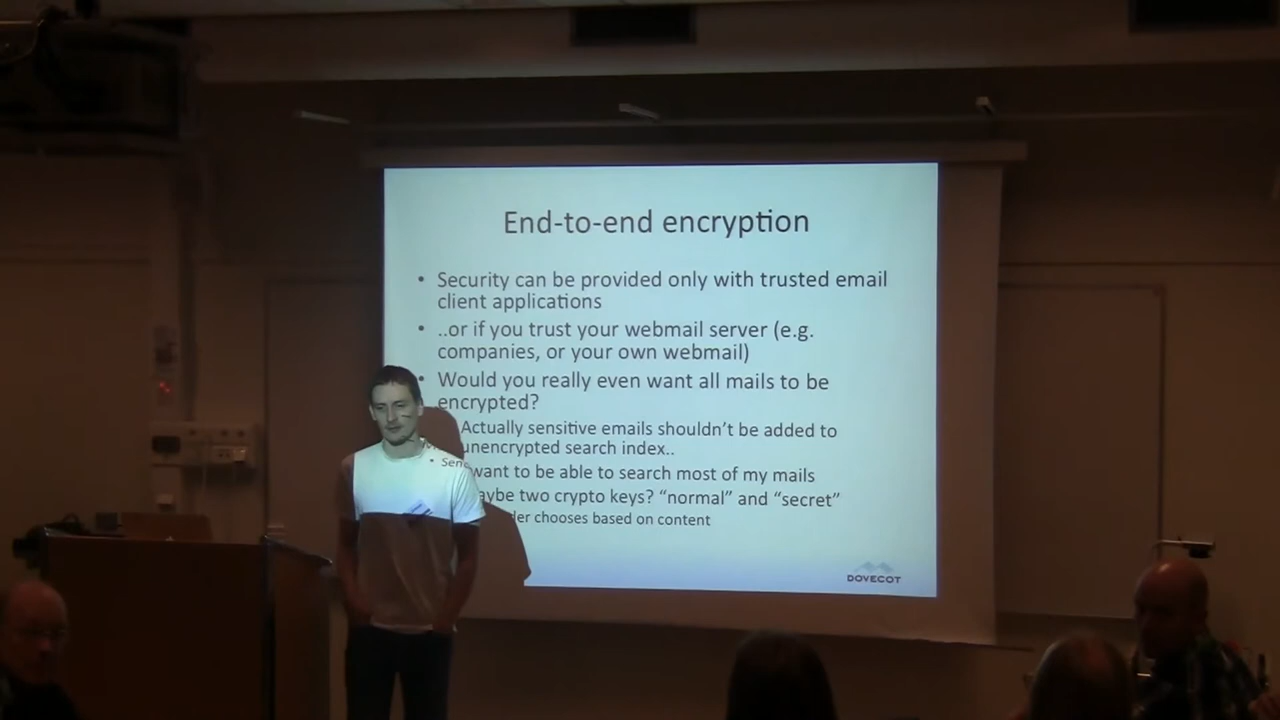 End-to-end encryption
• Security can be provided only with trusted email
client applications
• ..or if you trust your webmail server (e.g.
companies, or your own webmail)
• Would you really even want all mails to be
encrypted?
Actually sensitive emails shouldn't be added to
unencrypted search index..
want to be able to search most of my mails
aybe two crypto keys? "normal" and "secret"
• Sender chooses based on content
DOVECOT